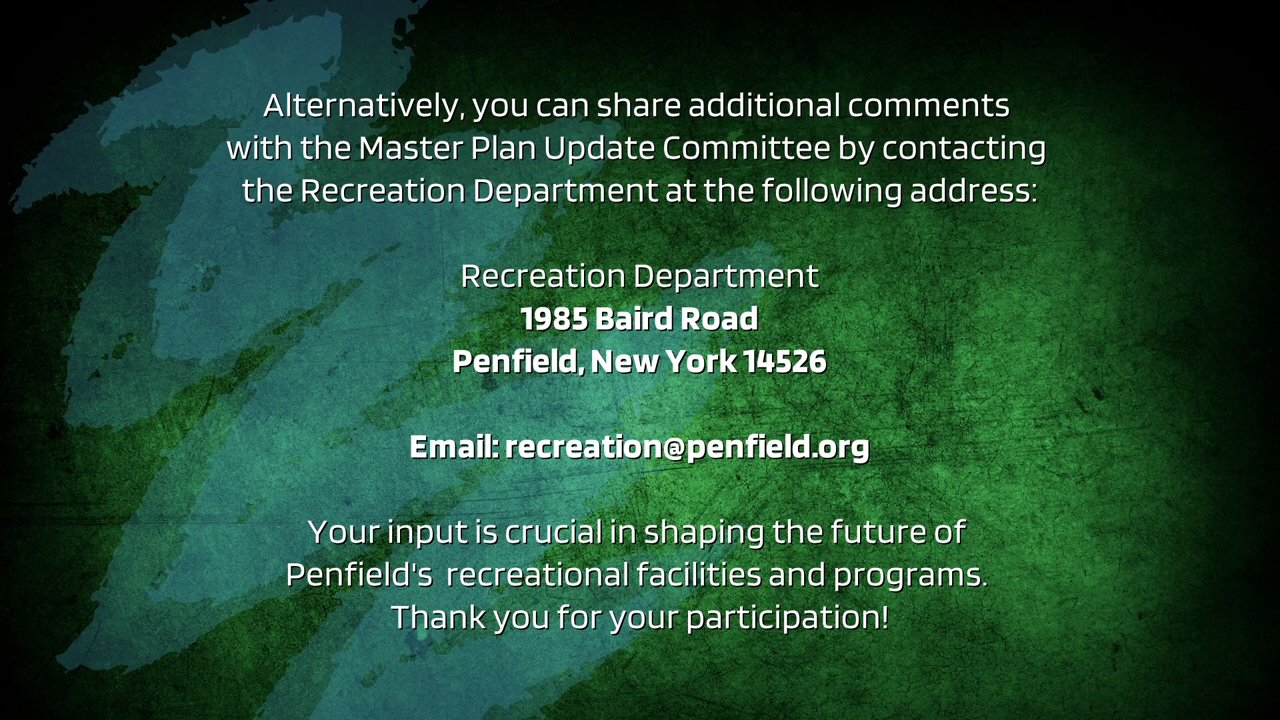 Alternatively, you can share additional comments
with the Master Plan Update Committee by contacting
the Recreation Department at the following address:
Recreation Department
1985 Baird Road
Penfield, New York 14526
Email: recreation@penfield.org
Your input is crucial in shaping the future of
Penfield's  recreational facilities and programs.
Thank you for your participation!